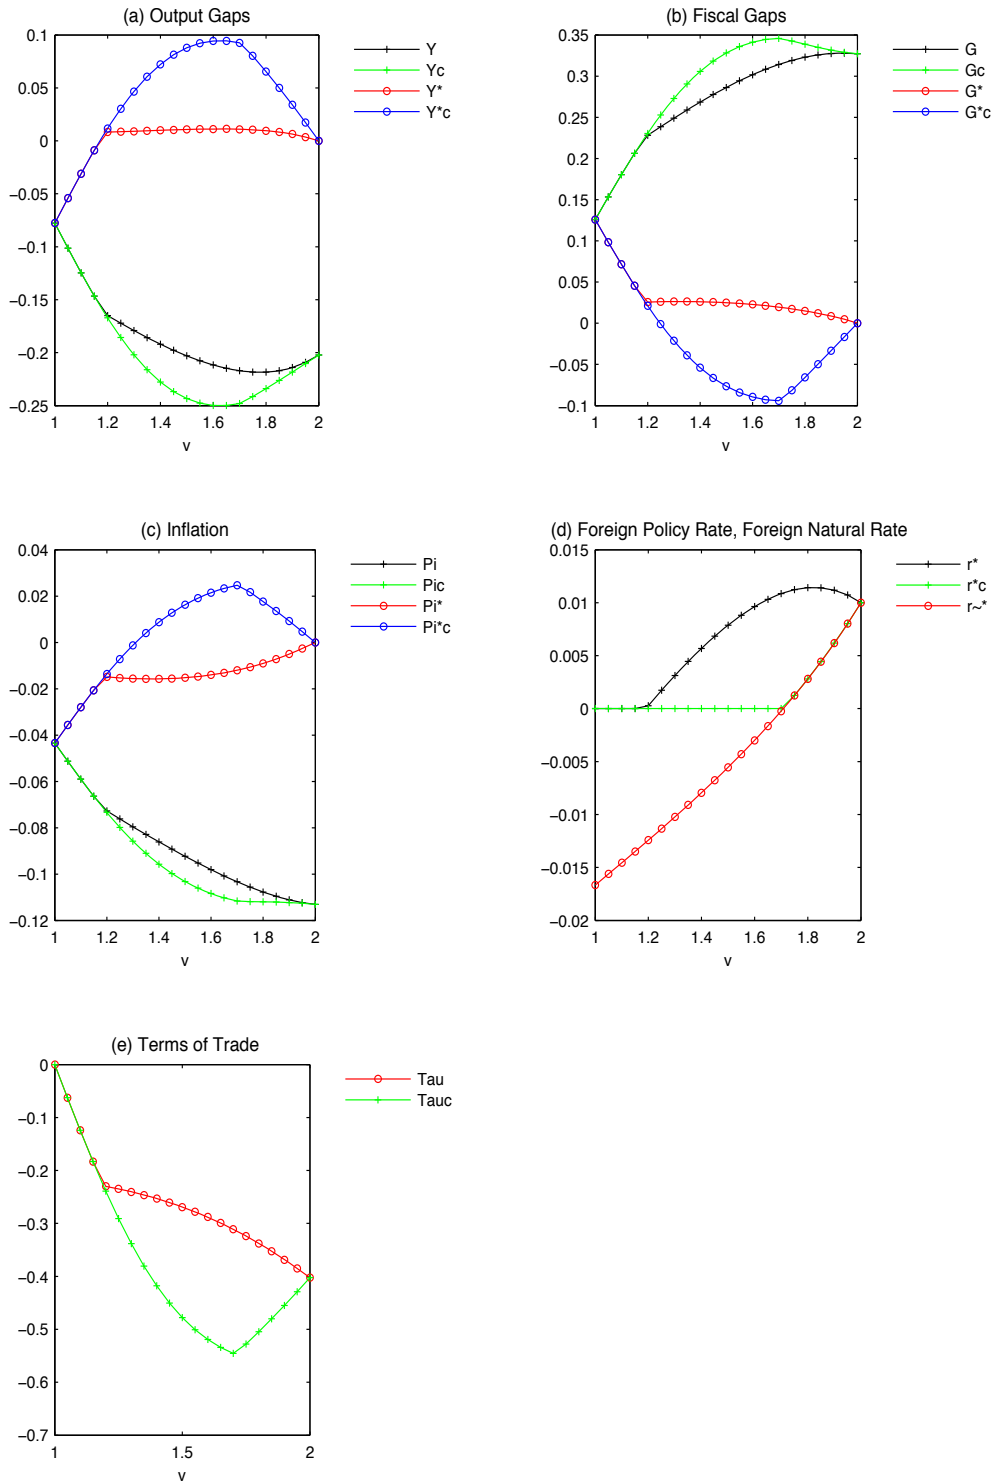 (a) Output Gaps
0.1
0.05
0
−0.05
−0.1
−0.15
−0.2
−0.25
1
1.2
1.4
1.6
1.8
2
v
Y
Yc
Y*
Y*c
(b) Fiscal Gaps
0.35
0.3
0.25
0.2
0.15
0.1
0.05
0
−0.05
−0.1
1
1.2
1.4
1.6
1.8
2
v
G
Gc
G*
G*c
(c) Inflation
0.04
0.02
0
−0.02
−0.04
−0.06
−0.08
−0.1
−0.12
1
1.2
1.4
1.6
1.8
2
v
Pi
Pic
Pi*
Pi*c
(d) Foreign Policy Rate, Foreign Natural Rate
0.015
0.01
0.005
0
−0.005
−0.01
−0.015
−0.02
1
1.2
1.4
1.6
1.8
2
v
r*
r*c
r~*
(e) Terms of Trade
0
−0.1
−0.2
−0.3
−0.4
−0.5
−0.6
−0.7
1
1.5
2
v
Tau
Tauc